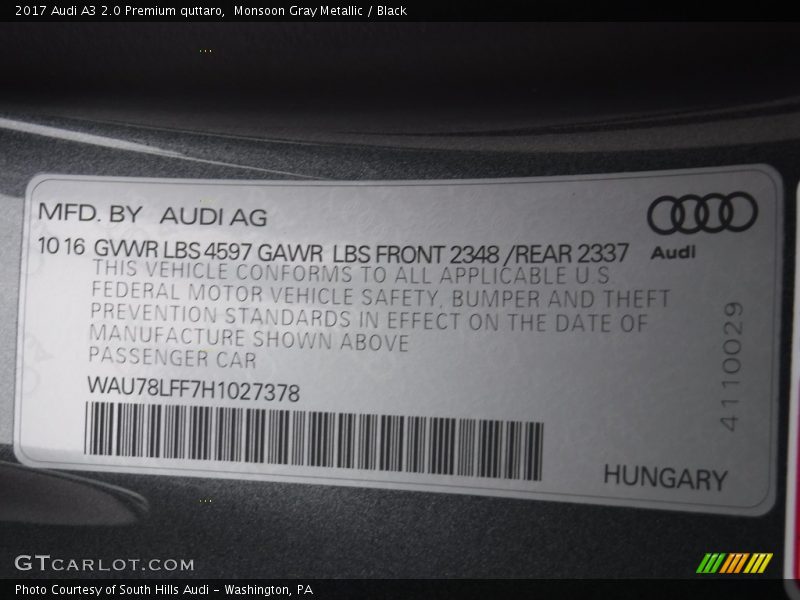 2017 Audi A3 2.0 Premium quttaro,  Monsoon Gray Metallic / Black
MFD. BY AUDI AG
10 16 GVWR LBS 4597 GAWR LBS FRONT 2348 /REAR 2337
Audi
THIS VEHICLE CONFORMS TO ALL APPLICABLE U.S
FEDERAL MOTOR VEHICLE SAFETY, BUMPER AND THEFT
PREVENTION STANDARDS IN EFFECT ON THE DATE OF
MANUFACTURE SHOWN ABOVE
PASSENGER CAR
4110029
WAU78LFF7H1027378
HUNGARY
GTCARLOT.COM
Photo Courtesy of South Hills Audi - Washington, PA